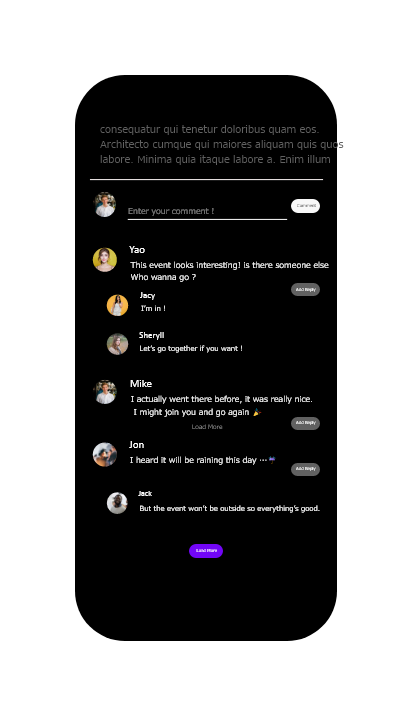 consequatur qui tenetur doloribus quam eos.
Architecto cumque qui maiores aliquam quis quos
labore. Minima quia itaque labore a. Enim illum
Enter your comment !
Comment
Yao
This event looks interesting! is there someone else
Who wanna go ?
Add Reply
Jacy
I'm in !
Sheryll
Let's go together if you want !
Mike
I actually went there before, it was really nice.
I might join you and go again 🎉
Load More
Add Reply
Jon
I heard it will be raining this day ...☔
Add Reply
Jack
But the event won't be outside so everything's good.
Load More